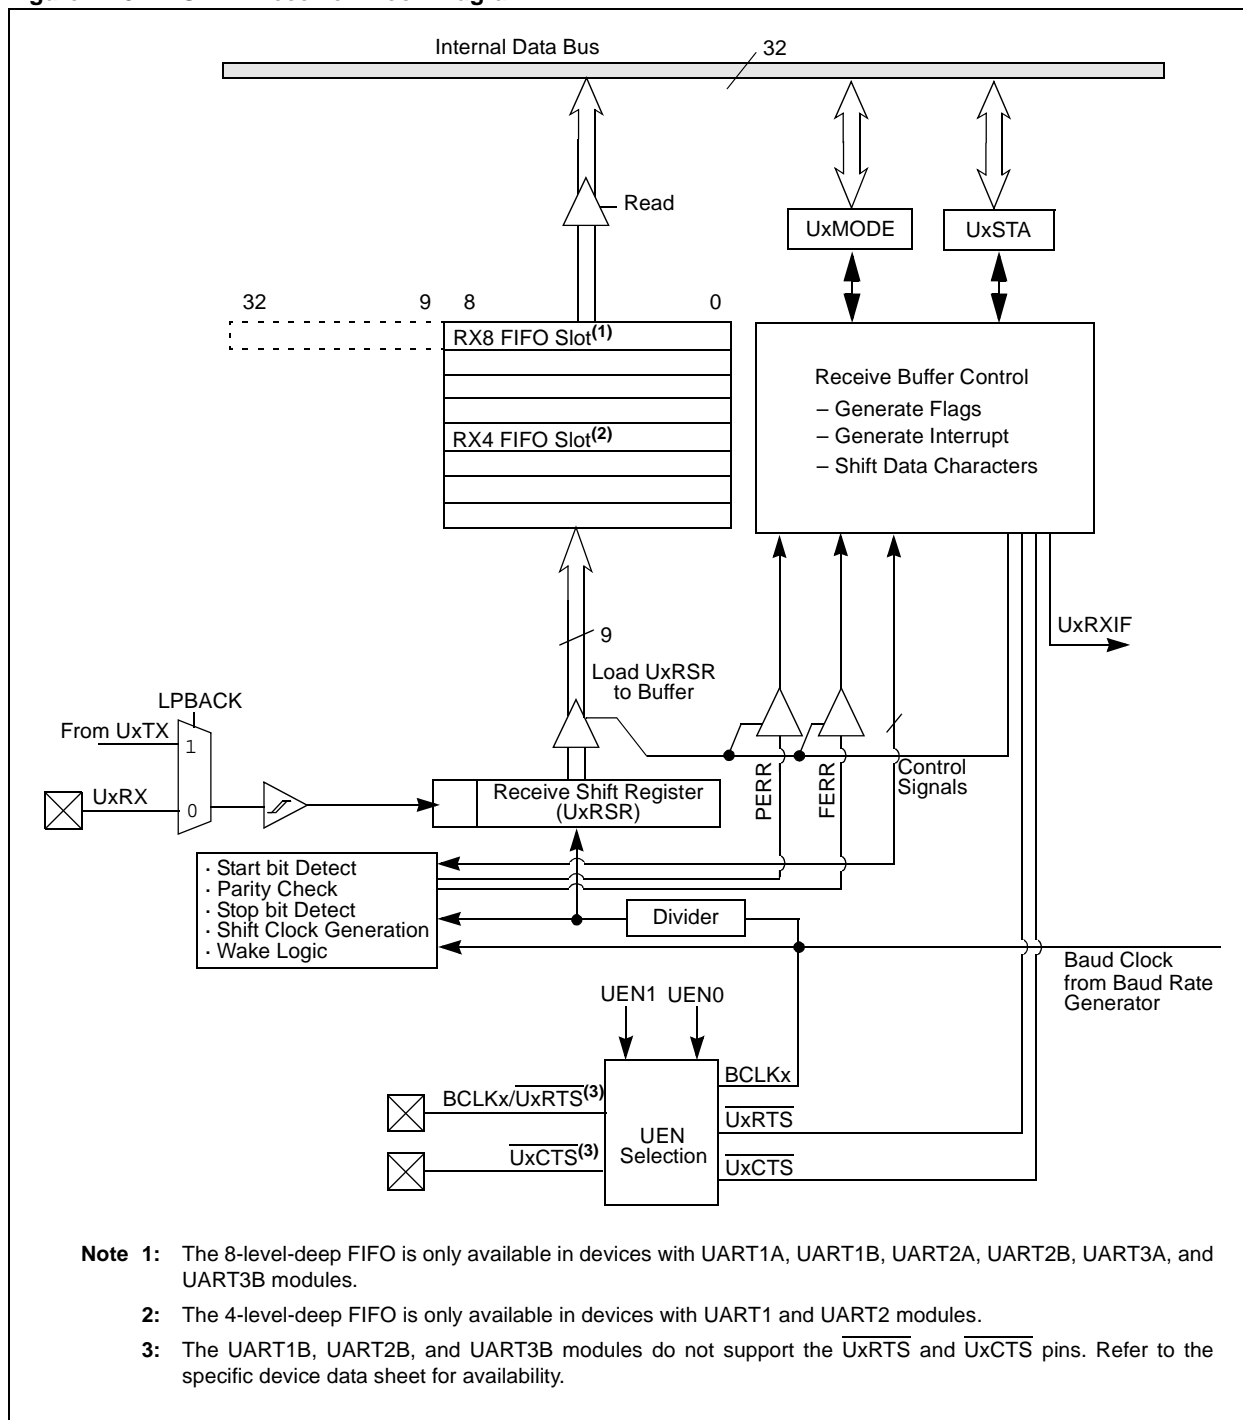 Internal Data Bus
32
Read
UxMODE
UxSTA
32 9 8 0
RX8 FIFO Slot(1)
RX4 FIFO Slot(2)
Receive Buffer Control
– Generate Flags
– Generate Interrupt
– Shift Data Characters
9
UxRXIF
Load UxRSR
to Buffer
LPBACK
From UxTX
1
UxRX
0
Receive Shift Register
(UxRSR)
PERR
FERR
Control
Signals
· Start bit Detect
· Parity Check
· Stop bit Detect
· Shift Clock Generation
· Wake Logic
Divider
Baud Clock
from Baud Rate
Generator
UEN1 UEN0
BCLKx
BCLKx/UxRTS(3)
UxRTS
UEN
Selection
UxCTS(3)
UxCTS
Note 1: The 8-level-deep FIFO is only available in devices with UART1A, UART1B, UART2A, UART2B, UART3A, and
UART3B modules.
2: The 4-level-deep FIFO is only available in devices with UART1 and UART2 modules.
3: The UART1B, UART2B, and UART3B modules do not support the UxRTS and UxCTS pins. Refer to the
specific device data sheet for availability.